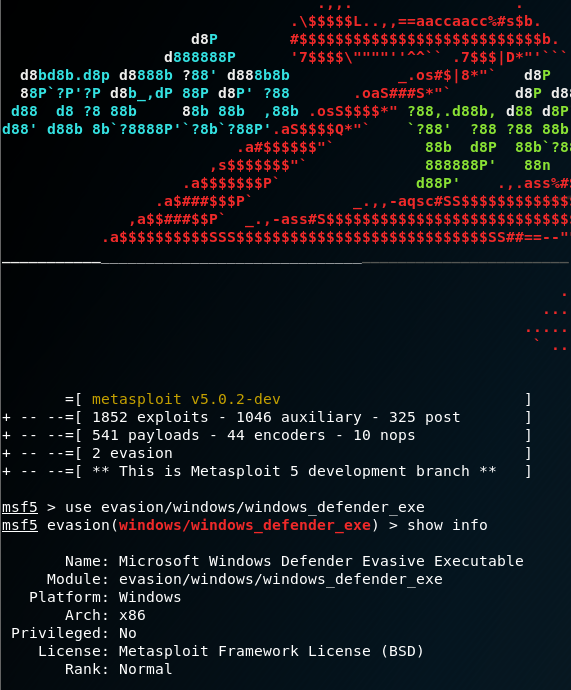 =[ metasploit v5.0.2-dev ]
+ -- --=[ 1852 exploits - 1046 auxiliary - 325 post ]
+ -- --=[ 541 payloads - 44 encoders - 10 nops ]
+ -- --=[ 2 evasion ]
+ -- --=[ ** This is Metasploit 5 development branch ** ]
msf5 > use evasion/windows/windows_defender_exe
msf5 evasion(windows/windows_defender_exe) > show info
Name: Microsoft Windows Defender Evasive Executable
Module: evasion/windows/windows_defender_exe
Platform: Windows
Arch: x86
Privileged: No
License: Metasploit Framework License (BSD)
Rank: Normal